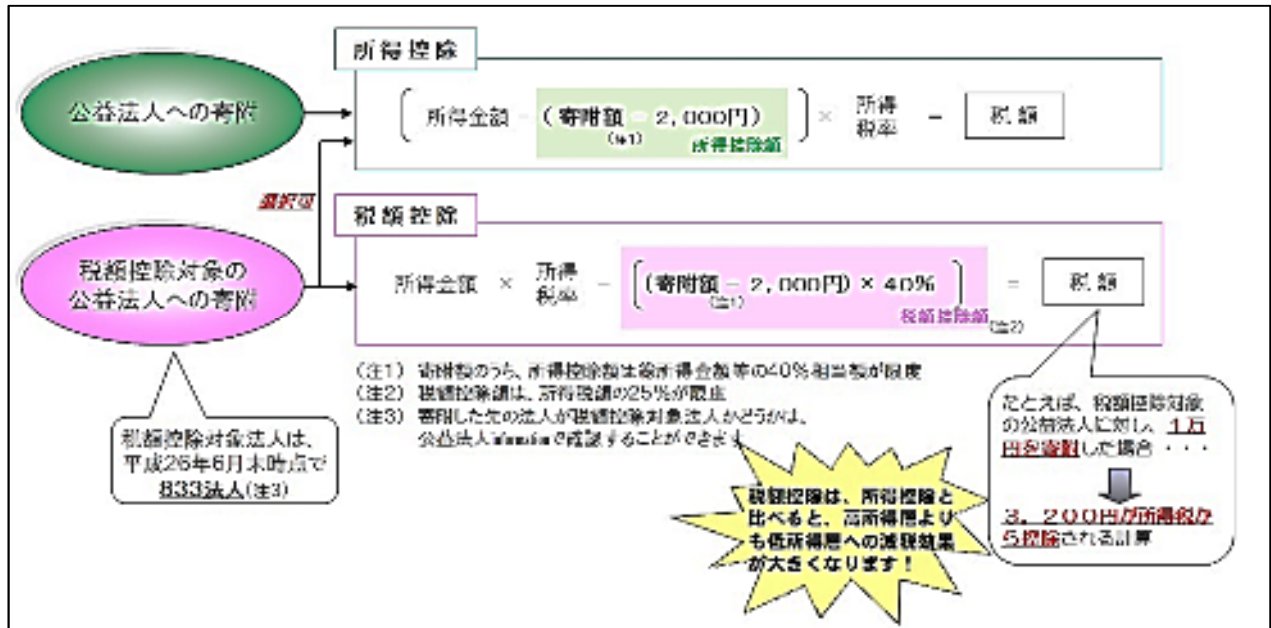 所得控除
公益法人への寄附
所得金額 − (寄附額 − 2,000円)
(注1)
所得控除額
× 所得
税率
=
税額
選択可
税額控除
税額控除対象の
公益法人への寄附
所得金額 × 所得
税率
− (寄附額 − 2,000円) × 40%
(注1)
税額控除額
(注2)
=
税額
(注1) 寄附額のうち、所得控除額は総所得金額等の40%相当額が限度
(注2) 税額控除額は、所得税額の25%が限度
(注3) 寄附した先の法人が税額控除対象法人かどうかは、
公益法人informationで確認することができます
税額控除対象法人は、
平成26年6月末時点で
833法人(注3)
税額控除は、所得控除と
比べると、高所得層より
も低所得層への減税効果
が大きくなります！
たとえば、税額控除対象
の公益法人に対し、1万
円を寄附した場合・・・
3,200円が所得税か
ら控除される計算